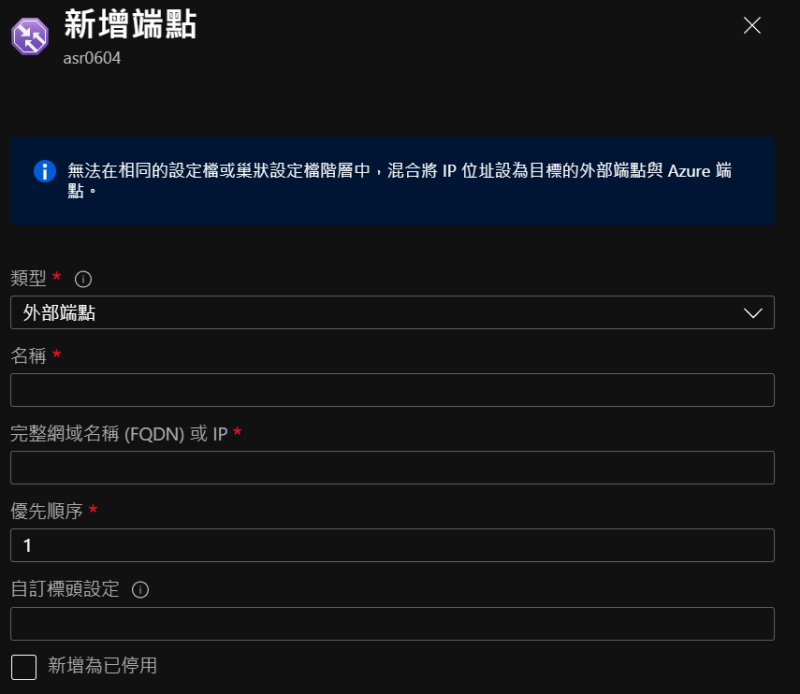 新增端點
asr0604
無法在相同的設定檔或巢狀設定檔階層中，混合將 IP 位址設為目標的外部端點與 Azure 端
點。
類型 *
外部端點
名稱 *
完整網域名稱 (FQDN) 或 IP *
優先順序 *
1
自訂標頭設定
新增為已停用